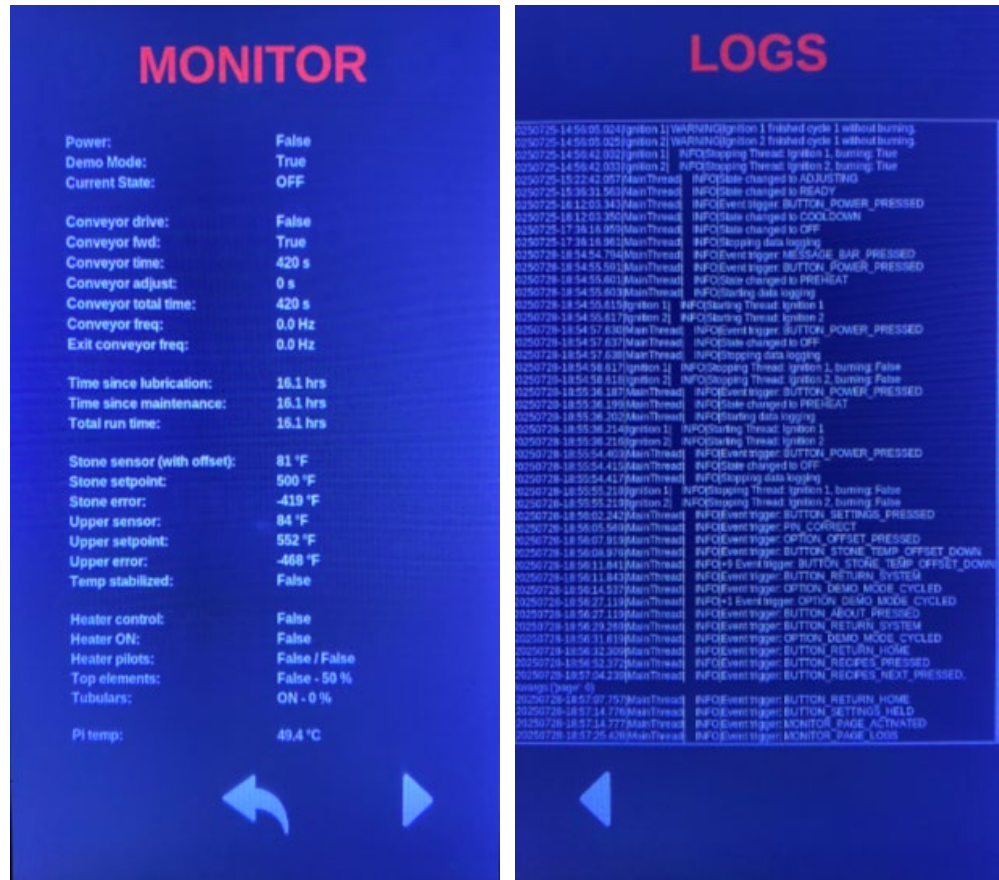 MONITOR
Power: False
Demo Mode: True
Current State: OFF
Conveyor drive: False
Conveyor fwd: True
Conveyor time: 420 s
Conveyor adjust: 0 s
Conveyor total time: 420 s
Conveyor freq: 0.0 Hz
Exit conveyor freq: 0.0 Hz
Time since lubrication: 16.1 hrs
Time since maintenance: 16.1 hrs
Total run time: 16.1 hrs
Stone sensor (with offset): 81 °F
Stone setpoint: 500 °F
Stone error: -419 °F
Upper sensor: 84 °F
Upper setpoint: 552 °F
Upper error: -468 °F
Temp stabilized: False
Heater control: False
Heater ON: False
Heater pilots: False / False
Top elements: False - 50 %
Tubulars: ON - 0 %
Pi temp: 49,4 °C
LOGS
0250725-14:56:05.024|Ignition 1| WARNING|Ignition 1 finished cycle 1 without burning.
0250725-14:56:05.025|Ignition 2| WARNING|Ignition 2 finished cycle 1 without burning.
0250725-14:56:42.002|Ignition 1| INFO|Stopping Thread: Ignition 1, burning: True
|Ignition 2| INFO|Stopping Thread: Ignition 2, burning: True
0250725-15:23:42.057|MainThread| INFO|State changed to ADJUSTING
0250725-15:36:31.563|MainThread| INFO|State changed to READY
0250725-16:12:03.343|MainThread| INFO|Event trigger: BUTTON_POWER_PRESSED
0250725-16:12:03.350|MainThread| INFO|State changed to COOLDOWN
0250725-17:36:16.959|MainThread| INFO|State changed to OFF
0250725-17:36:16.961|MainThread| INFO|Stopping data logging
0250728-18:54:54.794|MainThread| INFO|Event trigger: MESSAGE_BAR_PRESSED
0250728-18:54:55.591|MainThread| INFO|Event trigger: BUTTON_POWER_PRESSED
0250728-18:54:55.601|MainThread| INFO|State changed to PREHEAT
0250728-18:54:55.603|MainThread| INFO|Starting data logging
0250728-18:54:55.615|Ignition 1| INFO|Starting Thread: Ignition 1
0250728-18:54:55.617|Ignition 2| INFO|Starting Thread: Ignition 2
0250728-18:54:57.630|MainThread| INFO|Event trigger: BUTTON_POWER_PRESSED
0250728-18:54:57.637|MainThread| INFO|State changed to OFF
0250728-18:54:57.638|MainThread| INFO|Stopping data logging
0250728-18:54:58.617|Ignition 1| INFO|Stopping Thread: Ignition 1, burning: False
0250728-18:54:58.618|Ignition 2| INFO|Stopping Thread: Ignition 2, burning: False
0250728-18:55:36.187|MainThread| INFO|Event trigger: BUTTON_POWER_PRESSED
0250728-18:55:36.199|MainThread| INFO|State changed to PREHEAT
0250728-18:55:36.202|MainThread| INFO|Starting data logging
0250728-18:55:36.214|Ignition 1| INFO|Starting Thread: Ignition 1
0250728-18:55:36.216|Ignition 2| INFO|Starting Thread: Ignition 2
0250728-18:55:54.403|MainThread| INFO|Event trigger: BUTTON_POWER_PRESSED
0250728-18:55:54.415|MainThread| INFO|State changed to OFF
0250728-18:55:54.417|MainThread| INFO|Stopping data logging
0250728-18:55:55.210|Ignition 1| INFO|Stopping Thread: Ignition 1, burning: False
0250728-18:55:55.213|Ignition 2| INFO|Stopping Thread: Ignition 2, burning: False
0250728-18:56:02.242|MainThread| INFO|Event trigger: BUTTON_SETTINGS_PRESSED
0250728-18:56:05.569|MainThread| INFO|Event trigger: PIN_CORRECT
0250728-18:56:07.919|MainThread| INFO|Event trigger: OPTION_OFFSET_PRESSED
0250728-18:56:08.979|MainThread| INFO|Event trigger: BUTTON_STONE_TEMP_OFFSET_DOWN
0250728-18:56:11.841|MainThread| INFO|+9 Event trigger: BUTTON_STONE_TEMP_OFFSET_DOWN
0250728-18:56:11.843|MainThread| INFO|Event trigger: BUTTON_RETURN_SYSTEM
0250728-18:56:14.537|MainThread| INFO|Event trigger: OPTION_DEMO_MODE_CYCLED
0250728-18:56:27.119|MainThread| INFO|+1 Event trigger: OPTION_DEMO_MODE_CYCLED
0250728-18:56:27.121|MainThread| INFO|Event trigger: BUTTON_ABOUT_PRESSED
0250728-18:56:29.288|MainThread| INFO|Event trigger: BUTTON_RETURN_SYSTEM
0250728-18:56:31.619|MainThread| INFO|Event trigger: OPTION_DEMO_MODE_CYCLED
0250728-18:56:32.309|MainThread| INFO|Event trigger: BUTTON_RETURN_HOME
0250728-18:56:52.372|MainThread| INFO|Event trigger: BUTTON_RECIPES_PRESSED
0250728-18:57:04.230|MainThread| INFO|Event trigger: BUTTON_RECIPES_NEXT_PRESSED,
kwargs:{'page': 0}
20250728-18:57:07.757|MainThread| INFO|Event trigger: BUTTON_RETURN_HOME
20250728-18:57:14.776|MainThread| INFO|Event trigger: BUTTON_SETTINGS_HELD
20250728-18:57:14.777|MainThread| INFO|Event trigger: MONITOR_PAGE_ACTIVATED
20250728-18:57:25.428|MainThread| INFO|Event trigger: MONITOR_PAGE_LOGS